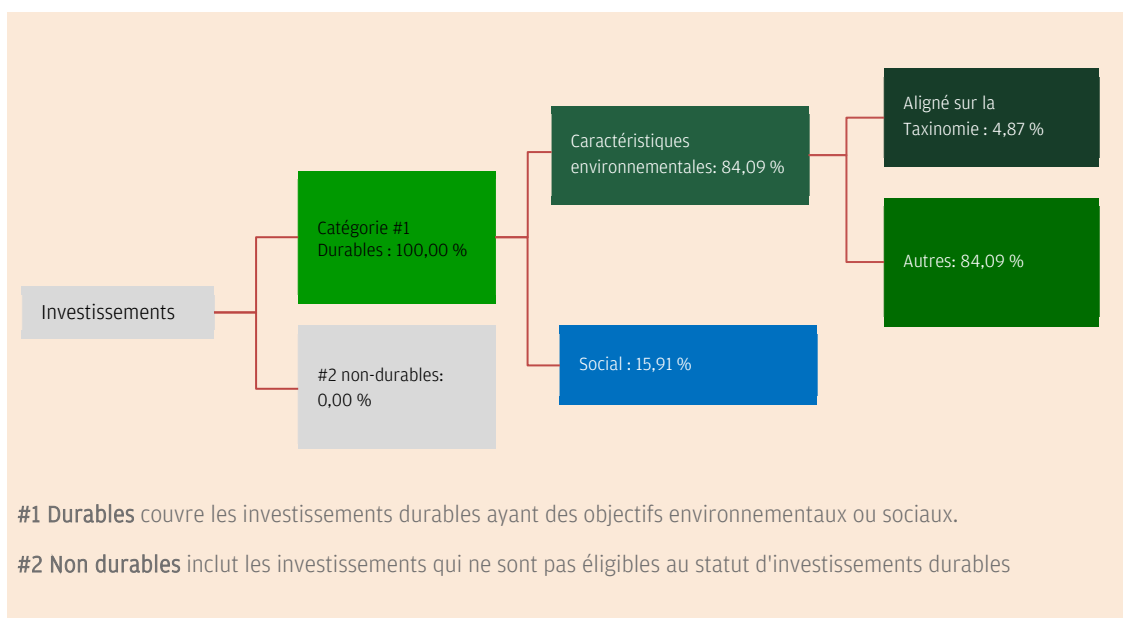 Investissements
Catégorie #1
Durables : 100,00 %
#2 non-durables:
0,00 %
Caractéristiques
environnementales: 84,09 %
Social : 15,91 %
Aligné sur la
Taxinomie : 4,87 %
Autres: 84,09 %
#1 Durables couvre les investissements durables ayant des objectifs environnementaux ou sociaux.
#2 Non durables inclut les investissements qui ne sont pas éligibles au statut d'investissements durables